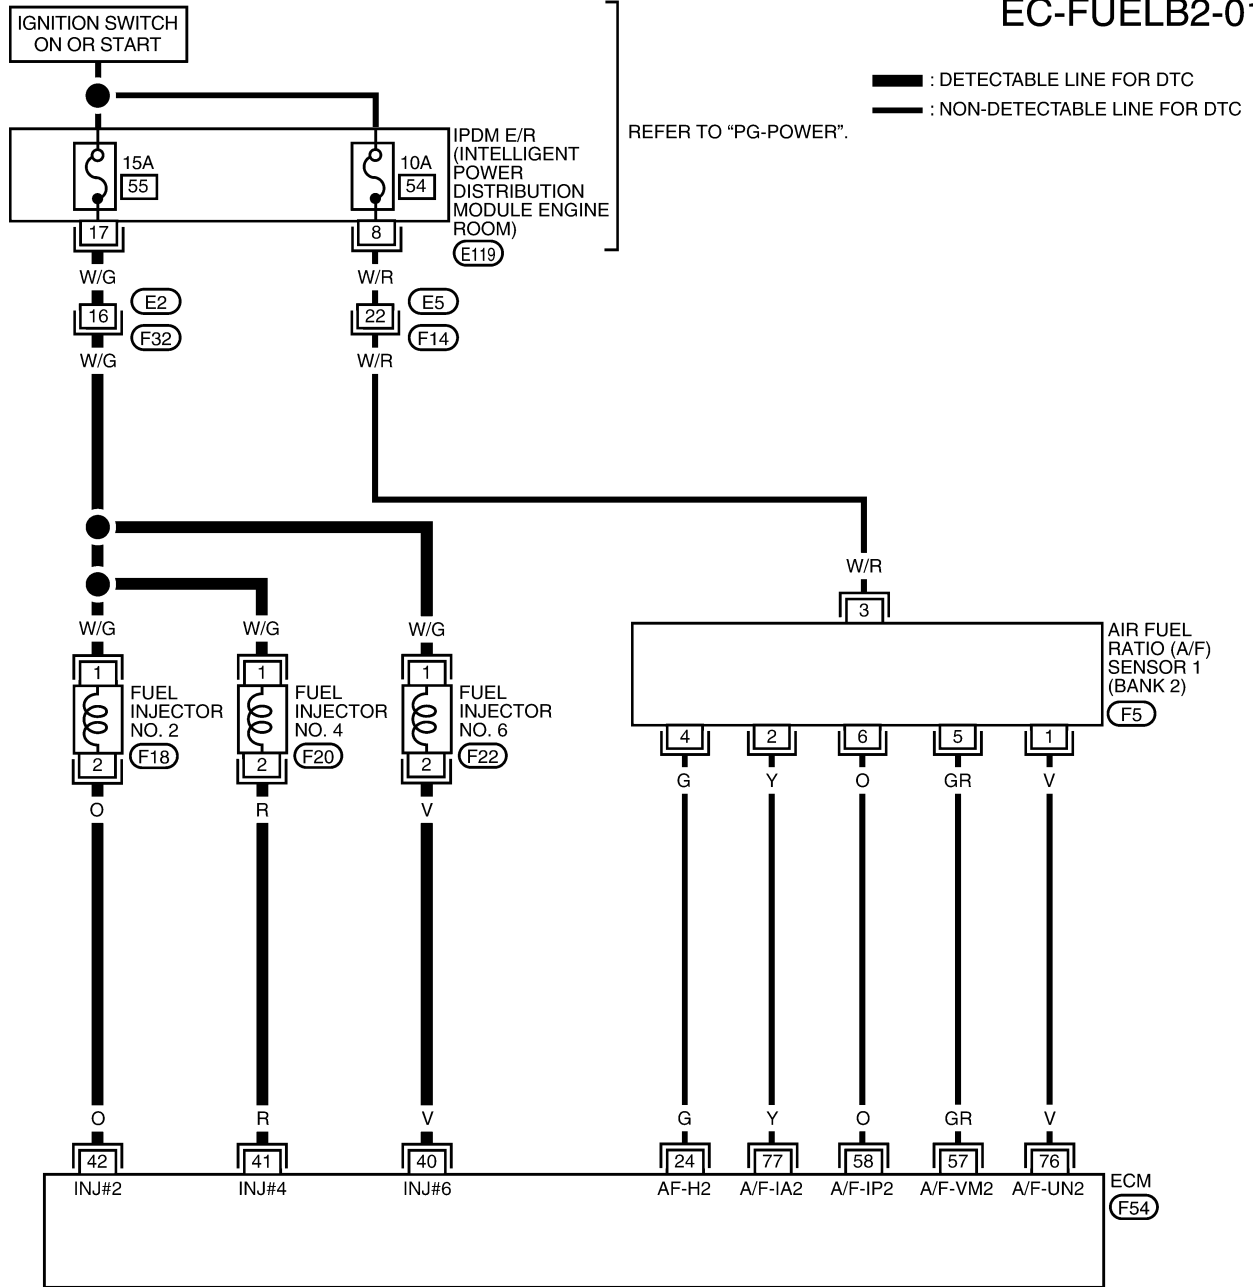 EC-FUELB2-01
IGNITION SWITCH
ON OR START
: DETECTABLE LINE FOR DTC
: NON-DETECTABLE LINE FOR DTC
REFER TO “PG-POWER”.
IPDM E/R
(INTELLIGENT
POWER
DISTRIBUTION
MODULE ENGINE
ROOM)
E119
15A
55
10A
54
17
8
W/G
W/R
E2
E5
16
22
F32
F14
W/G
W/R
W/R
3
W/G
W/G
W/G
AIR FUEL
RATIO (A/F)
SENSOR 1
(BANK 2)
F5
1
1
1
FUEL
INJECTOR
NO. 2
F18
FUEL
INJECTOR
NO. 4
F20
FUEL
INJECTOR
NO. 6
F22
2
2
2
4
2
6
5
1
G
Y
O
GR
V
O
R
V
O
R
V
G
Y
O
GR
V
42
41
40
24
77
58
57
76
INJ#2
INJ#4
INJ#6
AF-H2
A/F-IA2
A/F-IP2
A/F-VM2
A/F-UN2
ECM
F54